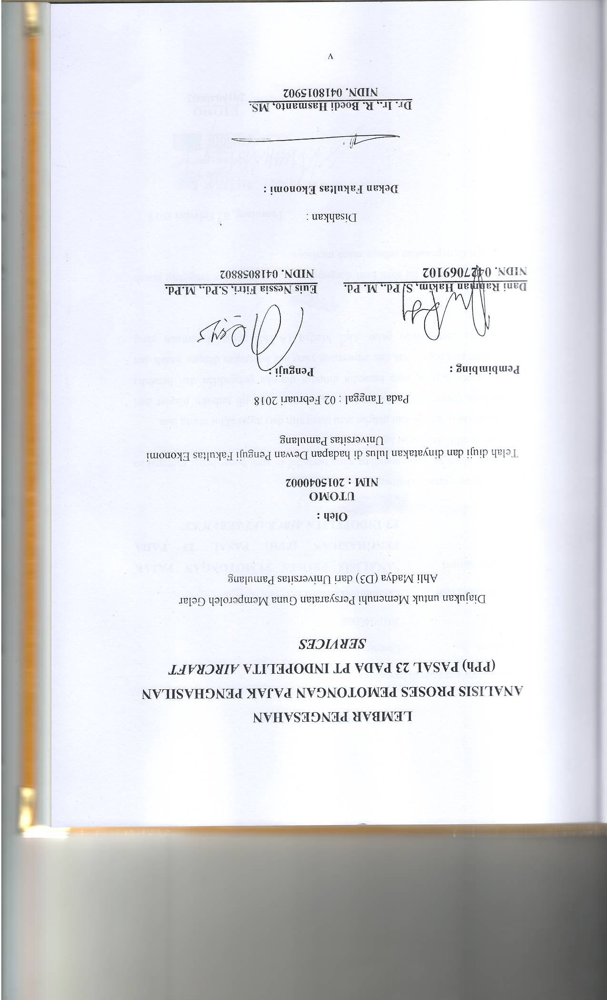 LEMBAR PENGESAHAN
ANALISIS PROSES PEMOTONGAN PAJAK PENGHASILAN
(PPh) PASAL 23 PADA PT INDOPELITA AIRCRAFT
SERVICES
Diajukan untuk Memenuhi Persyaratan Guna Memperoleh Gelar
Ahli Madya (D3) dari Universitas Pamulang
Oleh :
UTOMO
NIM : 2015040002
Telah diuji dan dinyatakan lulus di hadapan Dewan Penguji Fakultas Ekonomi
Universitas Pamulang
Pada Tanggal : 02 Februari 2018
Pembimbing : Penguji :
Dani Rahman Hakim, S.Pd., M. Pd. Euis Nessia Fitri, S.Pd., M.Pd.
NIDN. 0427069102 NIDN. 0418058802
Disahkan :
Dekan Fakultas Ekonomi :
Dr. Ir., R. Boedi Hasmanto, MS.
NIDN. 0418015902
v